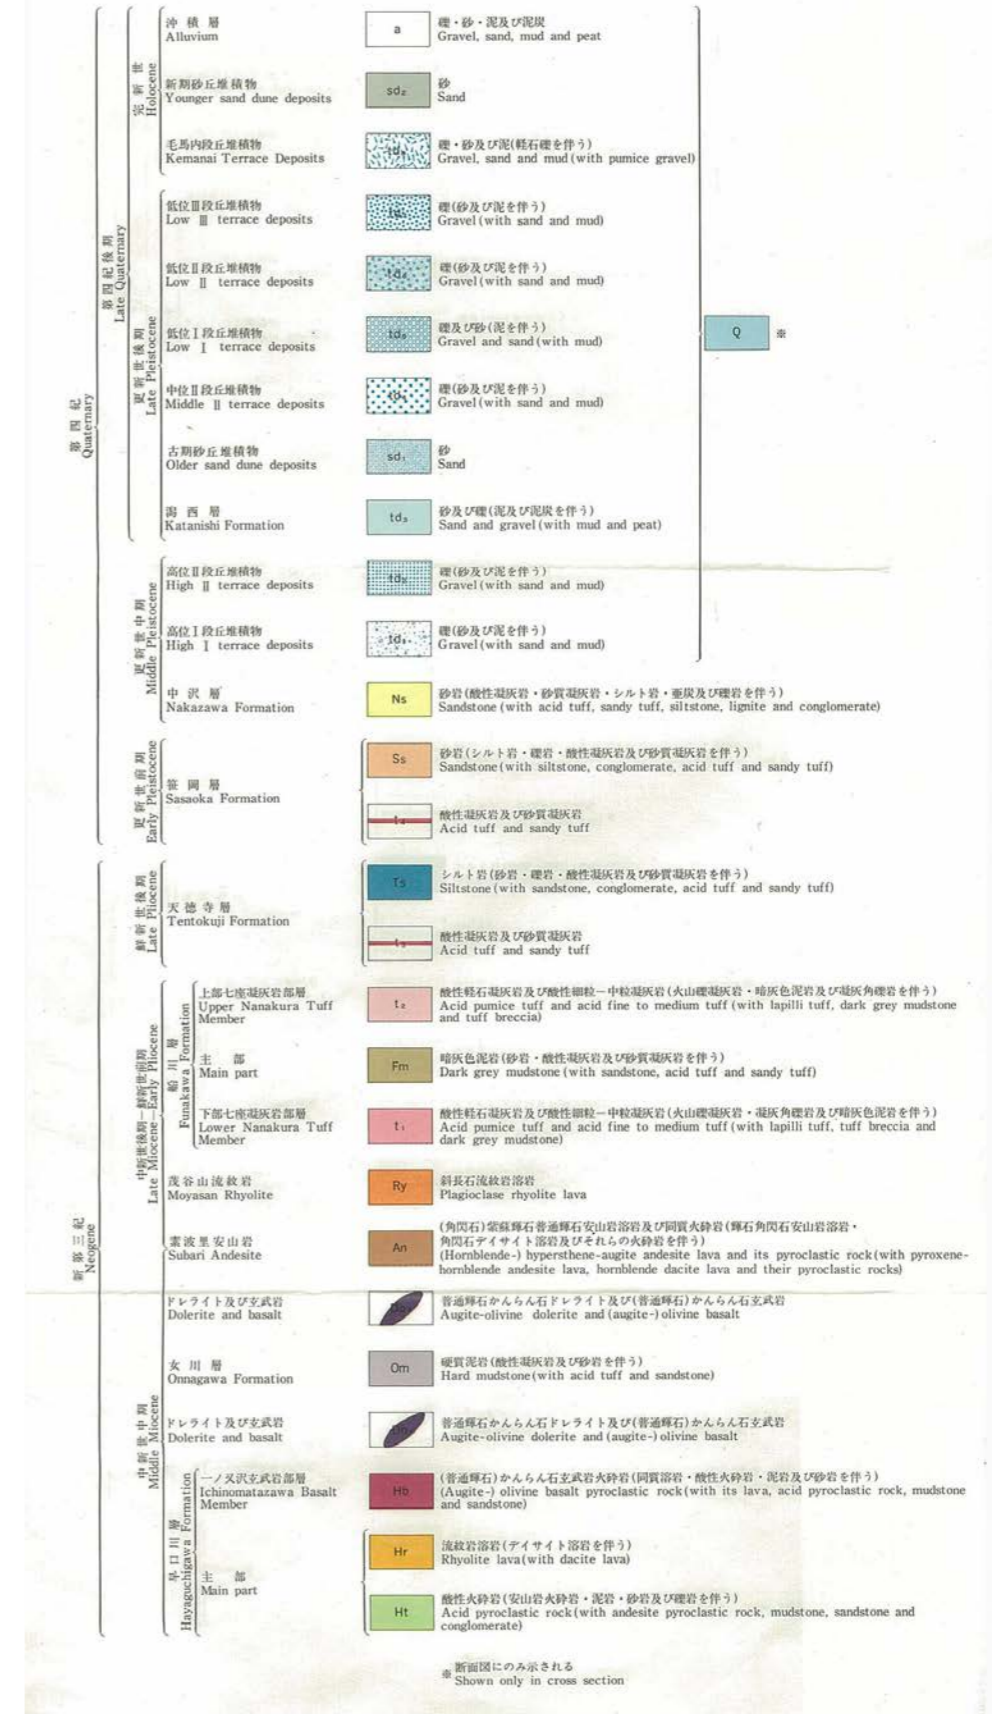 第四紀
Quaternary
第四紀後期
Late Quaternary
完新世
Holocene
沖積層
Alluvium
a
礫・砂・泥及び泥炭
Gravel, sand, mud and peat
新期砂丘堆積物
Younger sand dune deposits
sd₂
砂
Sand
毛馬内段丘堆積物
Kemanai Terrace Deposits
礫・砂及び泥(軽石礫を伴う)
Gravel, sand and mud(with pumice gravel)
更新世後期
Late Pleistocene
低位Ⅲ段丘堆積物
Low Ⅲ terrace deposits
礫(砂及び泥を伴う)
Gravel(with sand and mud)
低位Ⅱ段丘堆積物
Low Ⅱ terrace deposits
礫(砂及び泥を伴う)
Gravel(with sand and mud)
低位Ⅰ段丘堆積物
Low Ⅰ terrace deposits
礫及び砂(泥を伴う)
Gravel and sand(with mud)
Q
※
中位Ⅱ段丘堆積物
Middle Ⅱ terrace deposits
礫(砂及び泥を伴う)
Gravel(with sand and mud)
古期砂丘堆積物
Older sand dune deposits
sd₁
砂
Sand
潟西層
Katanishi Formation
td₃
砂及び礫(泥及び泥炭を伴う)
Sand and gravel(with mud and peat)
更新世中期
Middle Pleistocene
高位Ⅱ段丘堆積物
High Ⅱ terrace deposits
td₂
礫(砂及び泥を伴う)
Gravel(with sand and mud)
高位Ⅰ段丘堆積物
High Ⅰ terrace deposits
td₁
礫(砂及び泥を伴う)
Gravel(with sand and mud)
中沢層
Nakazawa Formation
Ns
砂岩(酸性凝灰岩・砂質凝灰岩・シルト岩・亜炭及び礫岩を伴う)
Sandstone(with acid tuff, sandy tuff, siltstone, lignite and conglomerate)
更新世前期
Early Pleistocene
笹岡層
Sasaoka Formation
Ss
砂岩(シルト岩・礫岩・酸性凝灰岩及び砂質凝灰岩を伴う)
Sandstone(with siltstone, conglomerate, acid tuff and sandy tuff)
t₄
酸性凝灰岩及び砂質凝灰岩
Acid tuff and sandy tuff
新第三紀
Neogene
鮮新世後期
Late Pliocene
天徳寺層
Tentokuji Formation
Ts
シルト岩(砂岩・礫岩・酸性凝灰岩及び砂質凝灰岩を伴う)
Siltstone(with sandstone, conglomerate, acid tuff and sandy tuff)
t₃
酸性凝灰岩及び砂質凝灰岩
Acid tuff and sandy tuff
中新世後期−鮮新世前期
Late Miocene−Early Pliocene
船川層
Funakawa Formation
上部七座凝灰岩部層
Upper Nanakura Tuff
Member
t₂
酸性軽石凝灰岩及び酸性細粒−中粒凝灰岩(火山礫凝灰岩・暗灰色泥岩及び凝灰角礫岩を伴う)
Acid pumice tuff and acid fine to medium tuff(with lapilli tuff, dark grey mudstone
and tuff breccia)
主部
Main part
Fm
暗灰色泥岩(砂岩・酸性凝灰岩及び砂質凝灰岩を伴う)
Dark grey mudstone(with sandstone, acid tuff and sandy tuff)
下部七座凝灰岩部層
Lower Nanakura Tuff
Member
t₁
酸性軽石凝灰岩及び酸性細粒−中粒凝灰岩(火山礫凝灰岩・凝灰角礫岩及び暗灰色泥岩を伴う)
Acid pumice tuff and acid fine to medium tuff(with lapilli tuff, tuff breccia and
dark grey mudstone)
茂谷山流紋岩
Moyasan Rhyolite
Ry
斜長石流紋岩溶岩
Plagioclase rhyolite lava
素波里安山岩
Subari Andesite
An
(角閃石)紫蘇輝石普通輝石安山岩溶岩及び同質火砕岩(輝石角閃石安山岩溶岩・
角閃石デイサイト溶岩及びそれらの火砕岩を伴う)
(Hornblende-) hypersthene-augite andesite lava and its pyroclastic rock(with pyroxene-
hornblende andesite lava, hornblende dacite lava and their pyroclastic rocks)
中新世中期
Middle Miocene
ドレライト及び玄武岩
Dolerite and basalt
普通輝石かんらん石ドレライト及び(普通輝石)かんらん石玄武岩
Augite-olivine dolerite and (augite-) olivine basalt
女川層
Onnagawa Formation
Om
硬質泥岩(酸性凝灰岩及び砂岩を伴う)
Hard mudstone(with acid tuff and sandstone)
ドレライト及び玄武岩
Dolerite and basalt
普通輝石かんらん石ドレライト及び(普通輝石)かんらん石玄武岩
Augite-olivine dolerite and (augite-) olivine basalt
早口川層
Hayaguchigawa Formation
一ノ又沢玄武岩部層
Ichinomatazawa Basalt
Member
Hb
(普通輝石)かんらん石玄武岩火砕岩(同質溶岩・酸性火砕岩・泥岩及び砂岩を伴う)
(Augite-) olivine basalt pyroclastic rock(with its lava, acid pyroclastic rock, mudstone
and sandstone)
主部
Main part
Hr
流紋岩溶岩(デイサイト溶岩を伴う)
Rhyolite lava(with dacite lava)
Ht
酸性火砕岩(安山岩火砕岩・泥岩・砂岩及び礫岩を伴う)
Acid pyroclastic rock(with andesite pyroclastic rock, mudstone, sandstone and
conglomerate)
※ 断面図にのみ示される
Shown only in cross section